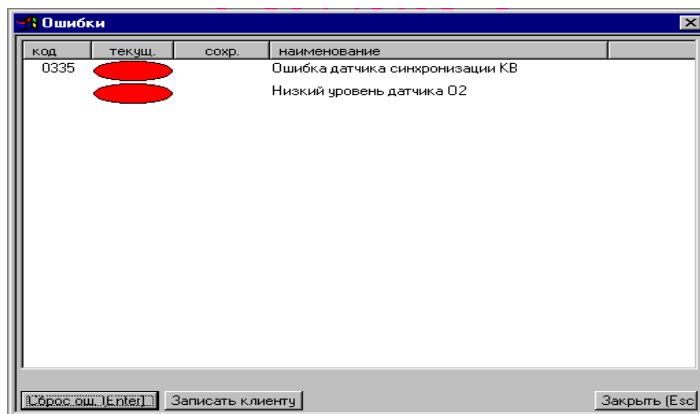 Ошибки
код текущ. сохр. наименование
0335 Ошибка датчика синхронизации КВ
Низкий уровень датчика О2
Сброс ош. (Enter) Записать клиенту Закрыть (Esc